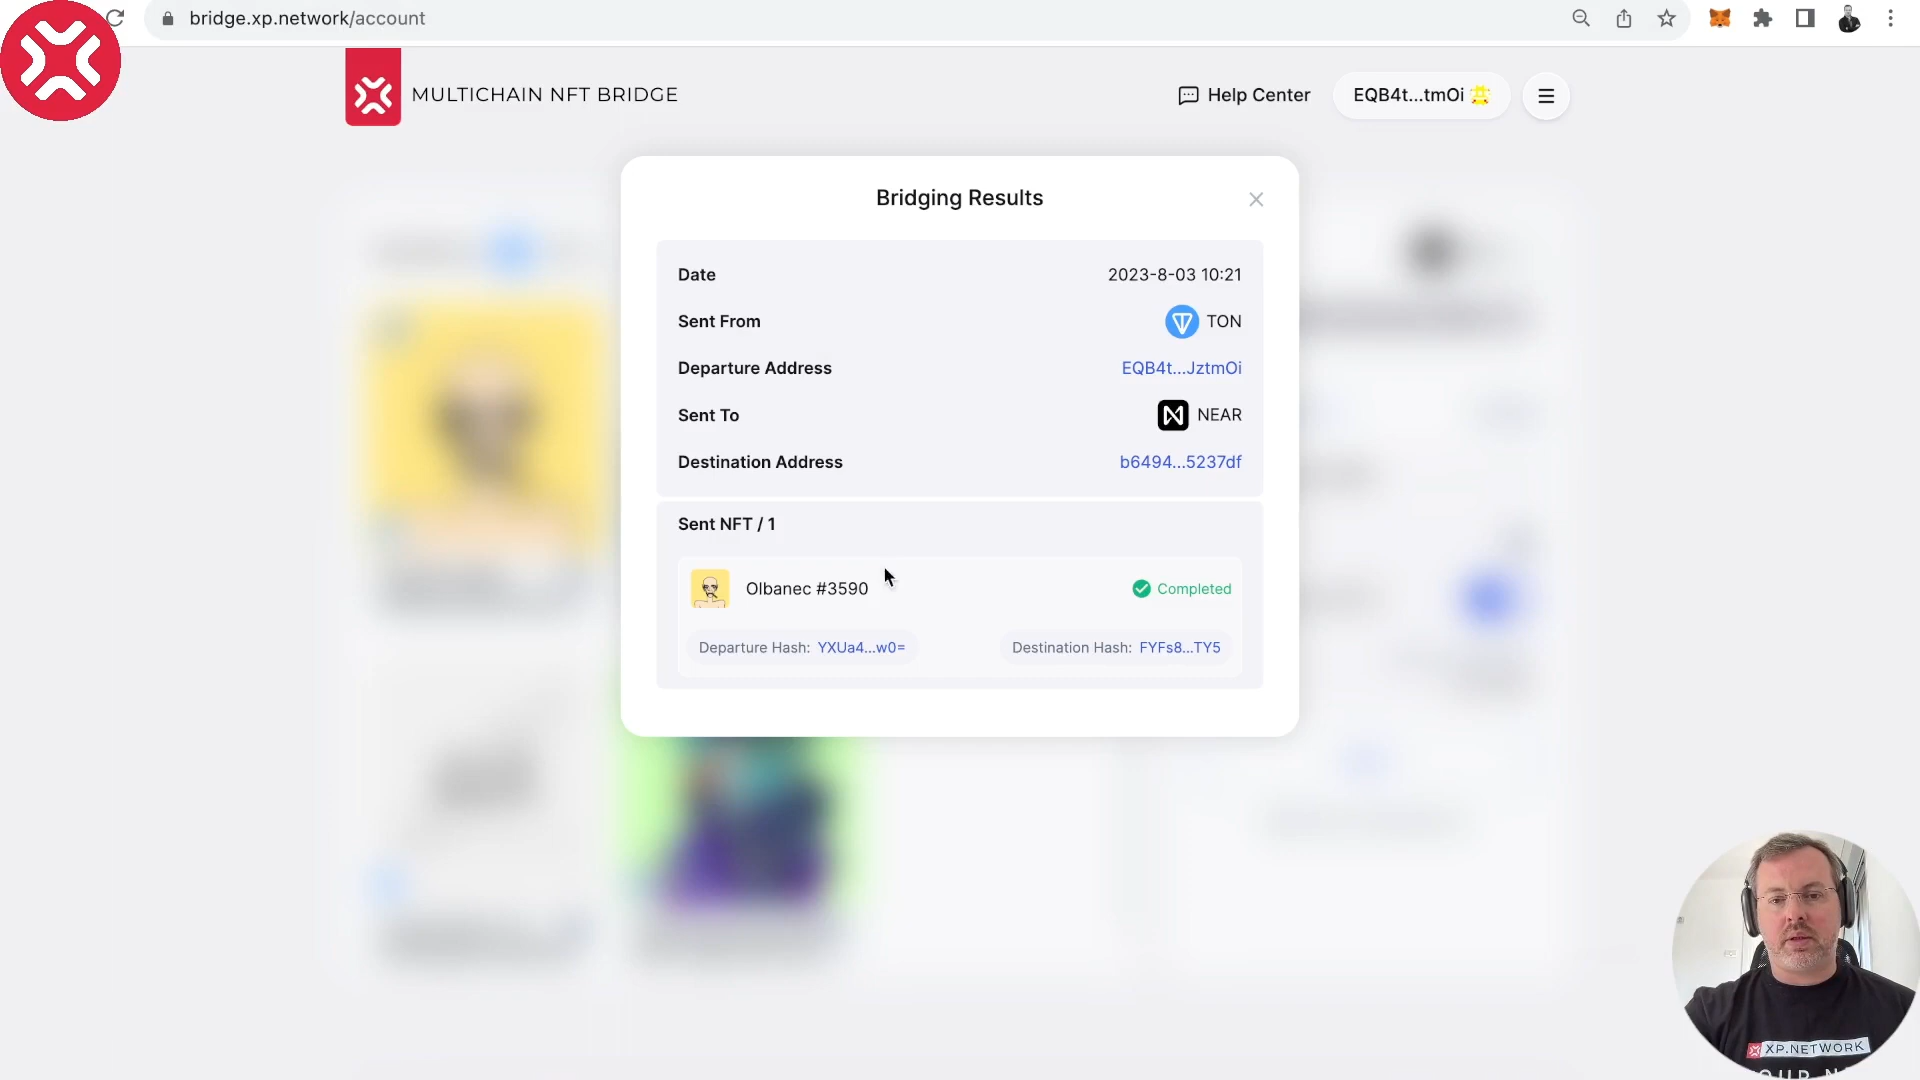 bridge.xp.network/account
MULTICHAIN NFT BRIDGE
Help Center
EQB4t...tmOi
Bridging Results
Date
2023-8-03 10:21
Sent From
TON
Departure Address
EQB4t...JztmOi
Sent To
NEAR
Destination Address
b6494...5237df
Sent NFT / 1
Olbanec #3590
Completed
Departure Hash: YXUa4...w0=
Destination Hash: FYFs8...TY5
XP.NETWORK